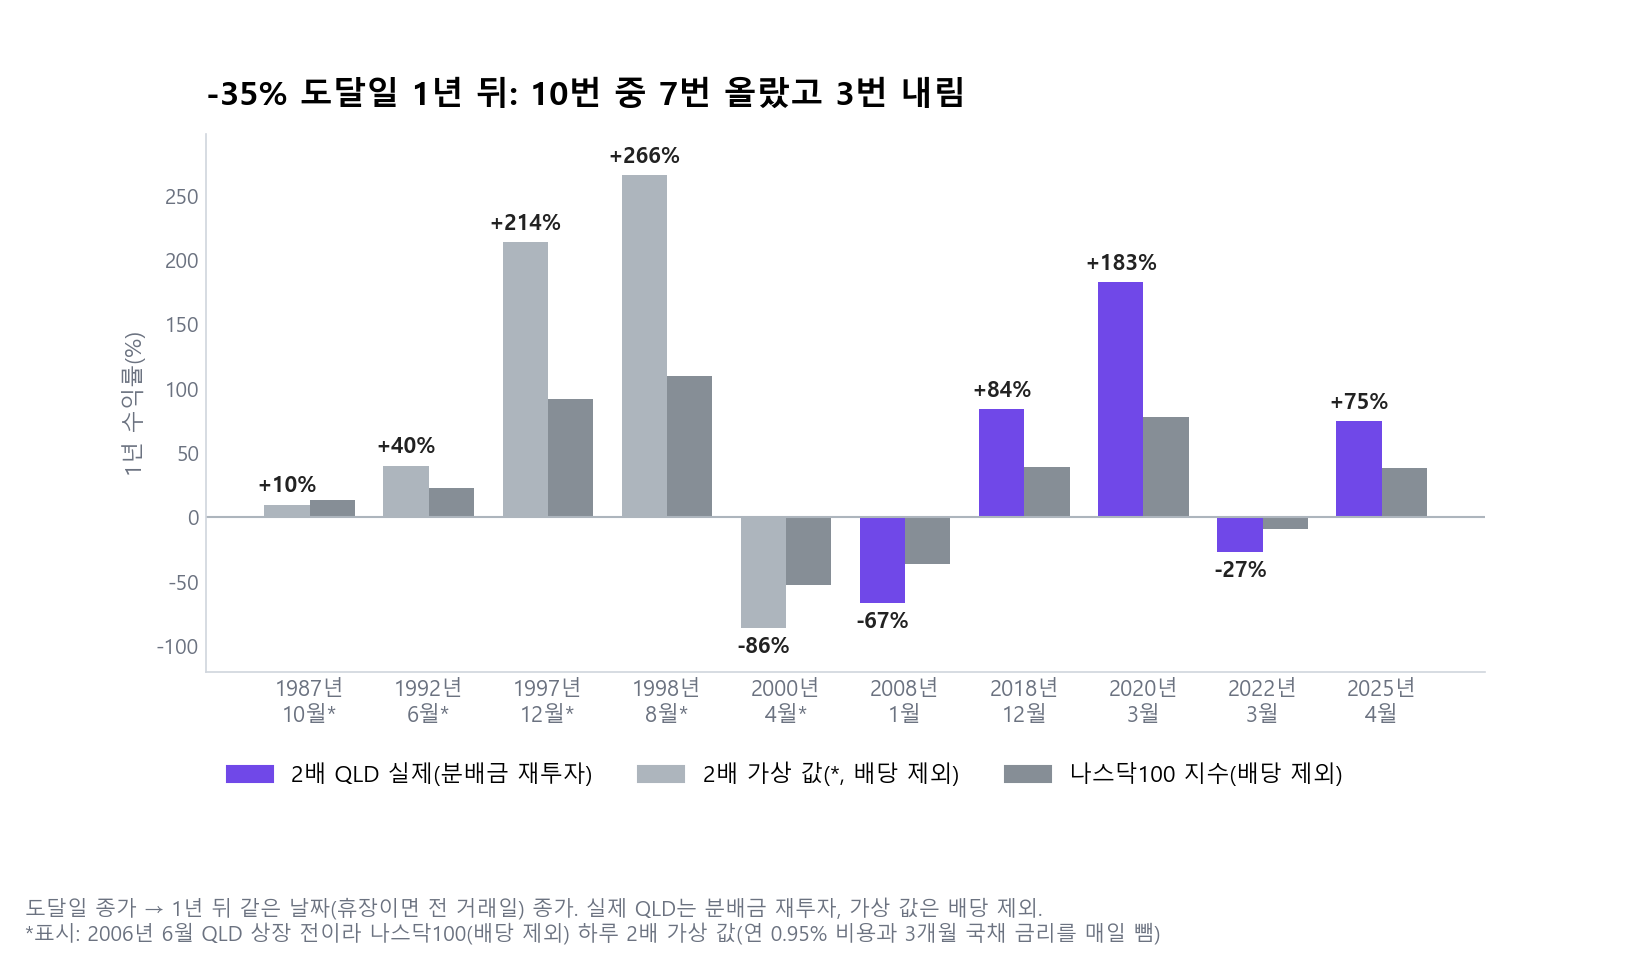 -35% 도달일 1년 뒤: 10번 중 7번 올랐고 3번 내림
1년 수익률(%)
250
200
150
100
50
0
-50
-100
+10%
+40%
+214%
+266%
-86%
-67%
+84%
+183%
-27%
+75%
1987년
10월*
1992년
6월*
1997년
12월*
1998년
8월*
2000년
4월*
2008년
1월
2018년
12월
2020년
3월
2022년
3월
2025년
4월
2배 QLD 실제(분배금 재투자)
2배 가상 값(*, 배당 제외)
나스닥100 지수(배당 제외)
도달일 종가 → 1년 뒤 같은 날짜(휴장이면 전 거래일) 종가. 실제 QLD는 분배금 재투자, 가상 값은 배당 제외.
*표시: 2006년 6월 QLD 상장 전이라 나스닥100(배당 제외) 하루 2배 가상 값(연 0.95% 비용과 3개월 국채 금리를 매일 뺌)